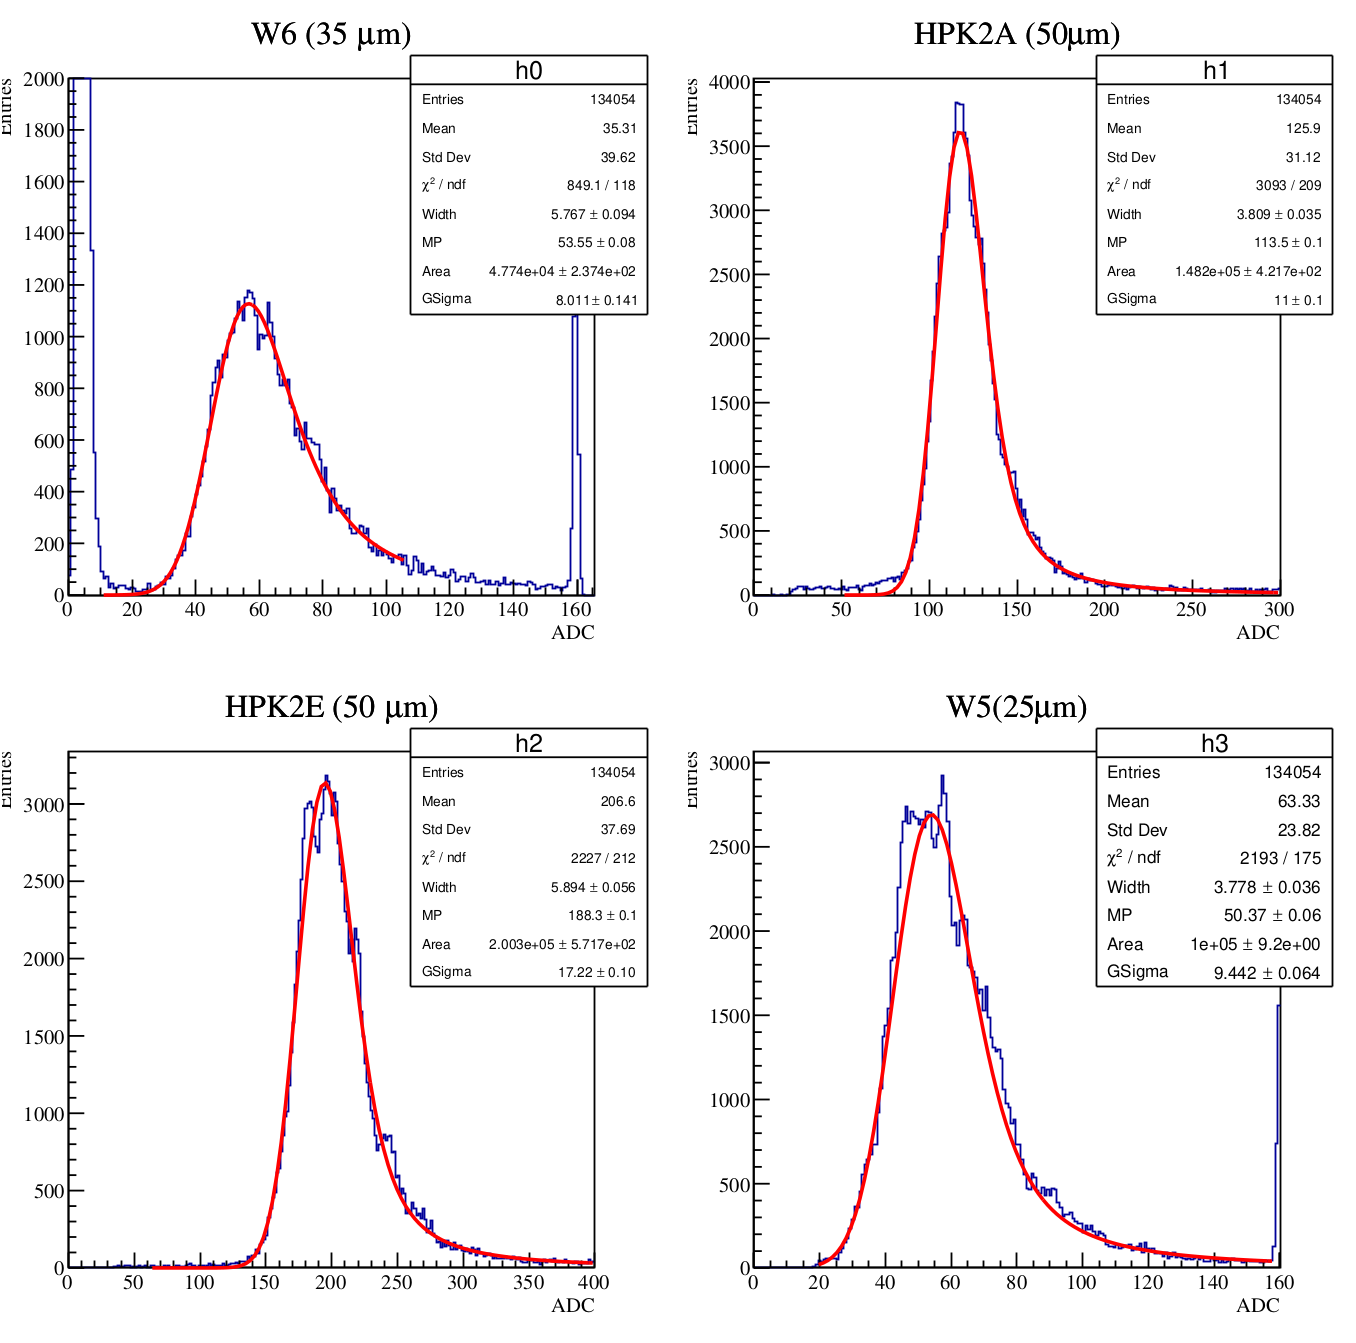 W6 (35 μm)
h0
Entries 134054
Mean 35.31
Std Dev 39.62
χ² / ndf 849.1 / 118
Width 5.767 ± 0.094
MP 53.55 ± 0.08
Area 4.774e+04 ± 2.374e+02
GSigma 8.011 ± 0.141
Entries
2000
1800
1600
1400
1200
1000
800
600
400
200
0
0 20 40 60 80 100 120 140 160
ADC
HPK2A (50μm)
h1
Entries 134054
Mean 125.9
Std Dev 31.12
χ² / ndf 3093 / 209
Width 3.809 ± 0.035
MP 113.5 ± 0.1
Area 1.482e+05 ± 4.217e+02
GSigma 11 ± 0.1
Entries
4000
3500
3000
2500
2000
1500
1000
500
0
0 50 100 150 200 250 300
ADC
HPK2E (50 μm)
h2
Entries 134054
Mean 206.6
Std Dev 37.69
χ² / ndf 2227 / 212
Width 5.894 ± 0.056
MP 188.3 ± 0.1
Area 2.003e+05 ± 5.717e+02
GSigma 17.22 ± 0.10
Entries
3000
2500
2000
1500
1000
500
0
0 50 100 150 200 250 300 350 400
ADC
W5(25μm)
h3
Entries 134054
Mean 63.33
Std Dev 23.82
χ² / ndf 2193 / 175
Width 3.778 ± 0.036
MP 50.37 ± 0.06
Area 1e+05 ± 9.2e+00
GSigma 9.442 ± 0.064
Entries
3000
2500
2000
1500
1000
500
0
0 20 40 60 80 100 120 140 160
ADC